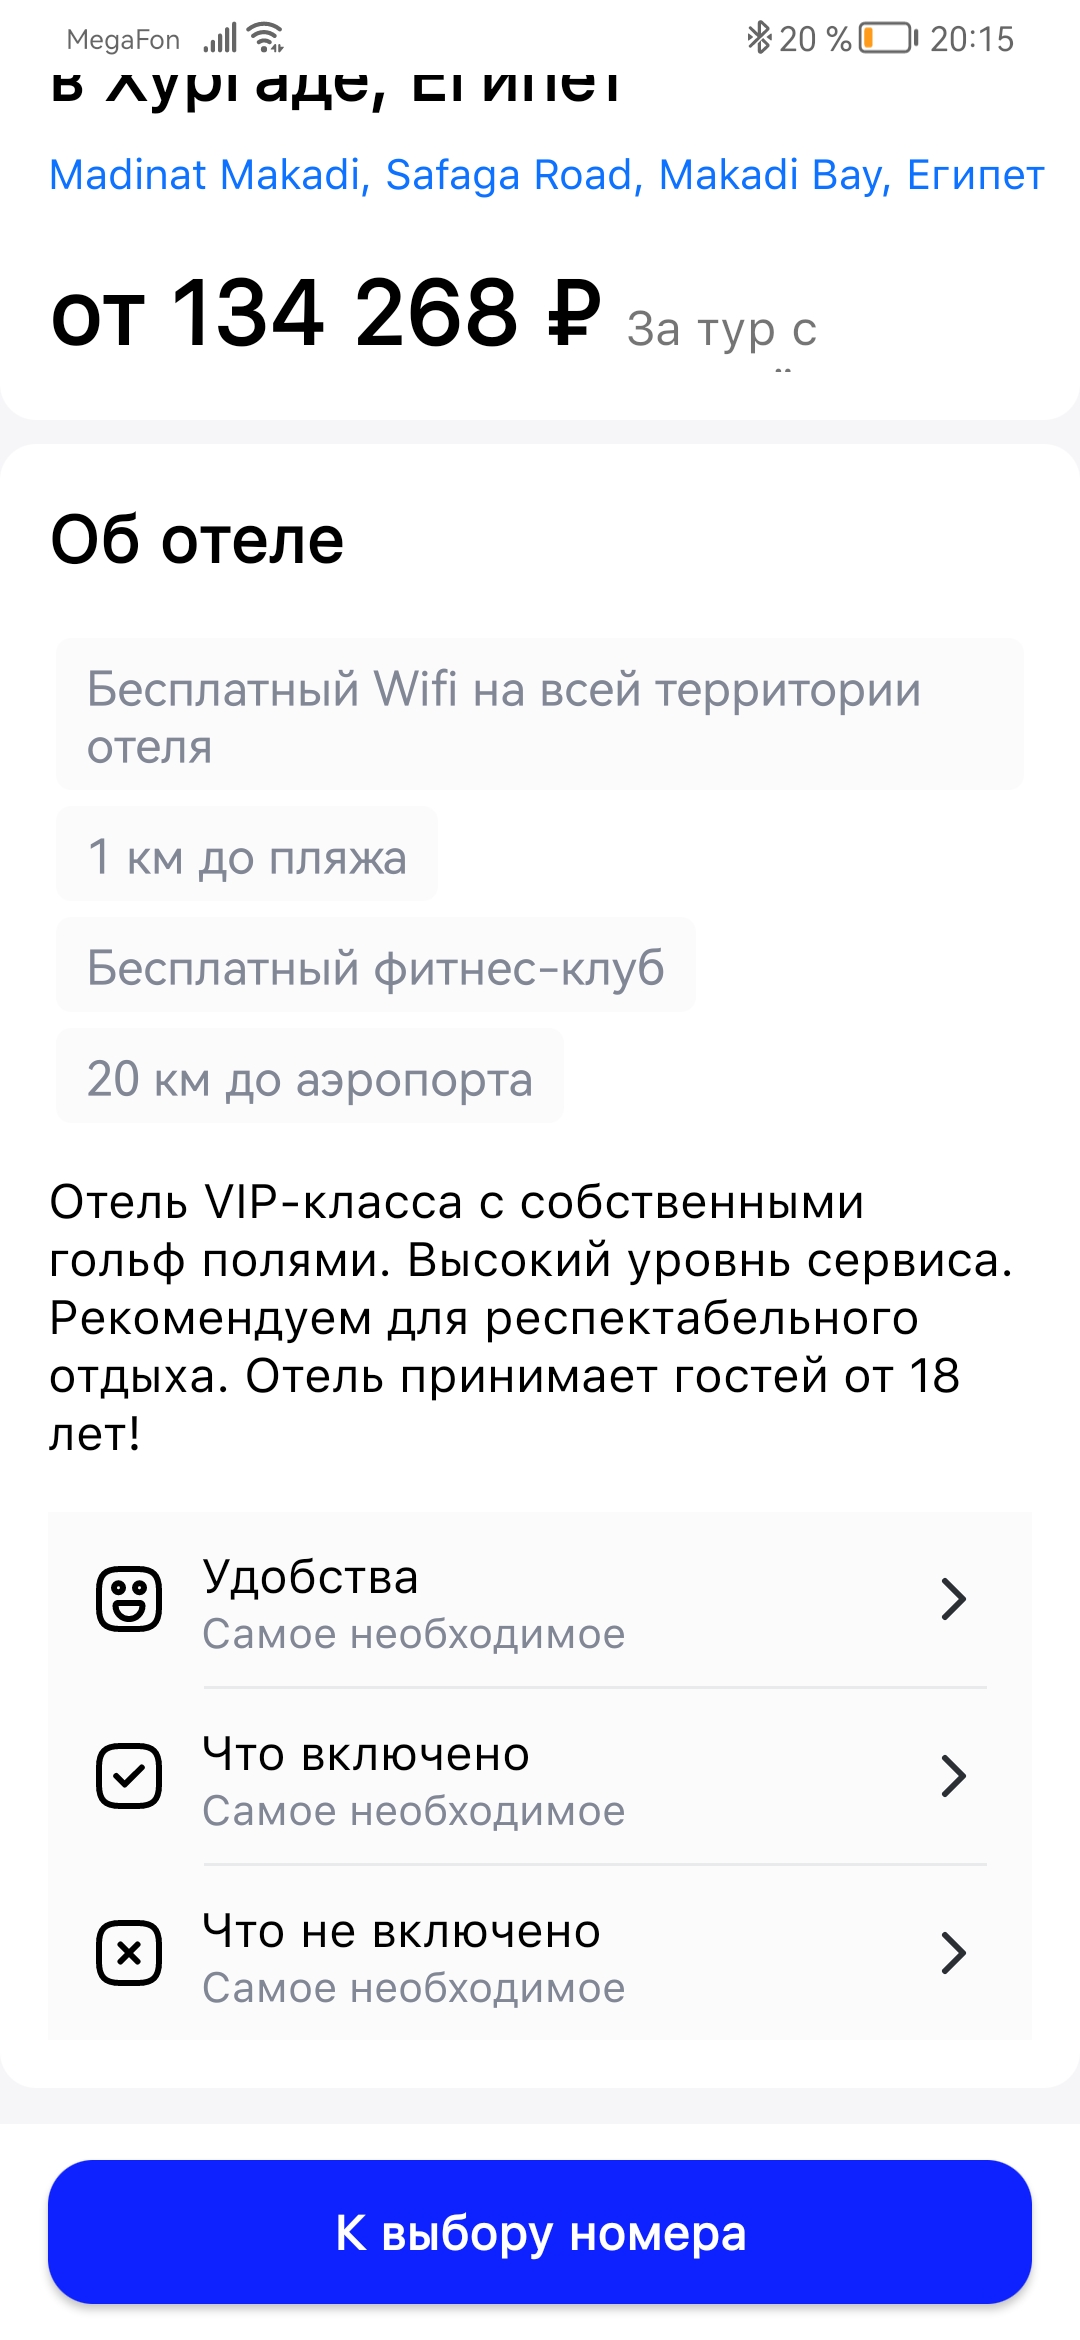 MegaFon 20 % 20:15
в Хургаде, Египет
Madinat Makadi, Safaga Road, Makadi Bay, Египет
от 134 268 ₽ За тур с
Об отеле
Бесплатный Wifi на всей территории
отеля
1 км до пляжа
Бесплатный фитнес-клуб
20 км до аэропорта
Отель VIP-класса с собственными
гольф полями. Высокий уровнь сервиса.
Рекомендуем для респектабельного
отдыха. Отель принимает гостей от 18
лет!
Удобства
Самое необходимое
Что включено
Самое необходимое
Что не включено
Самое необходимое
К выбору номера